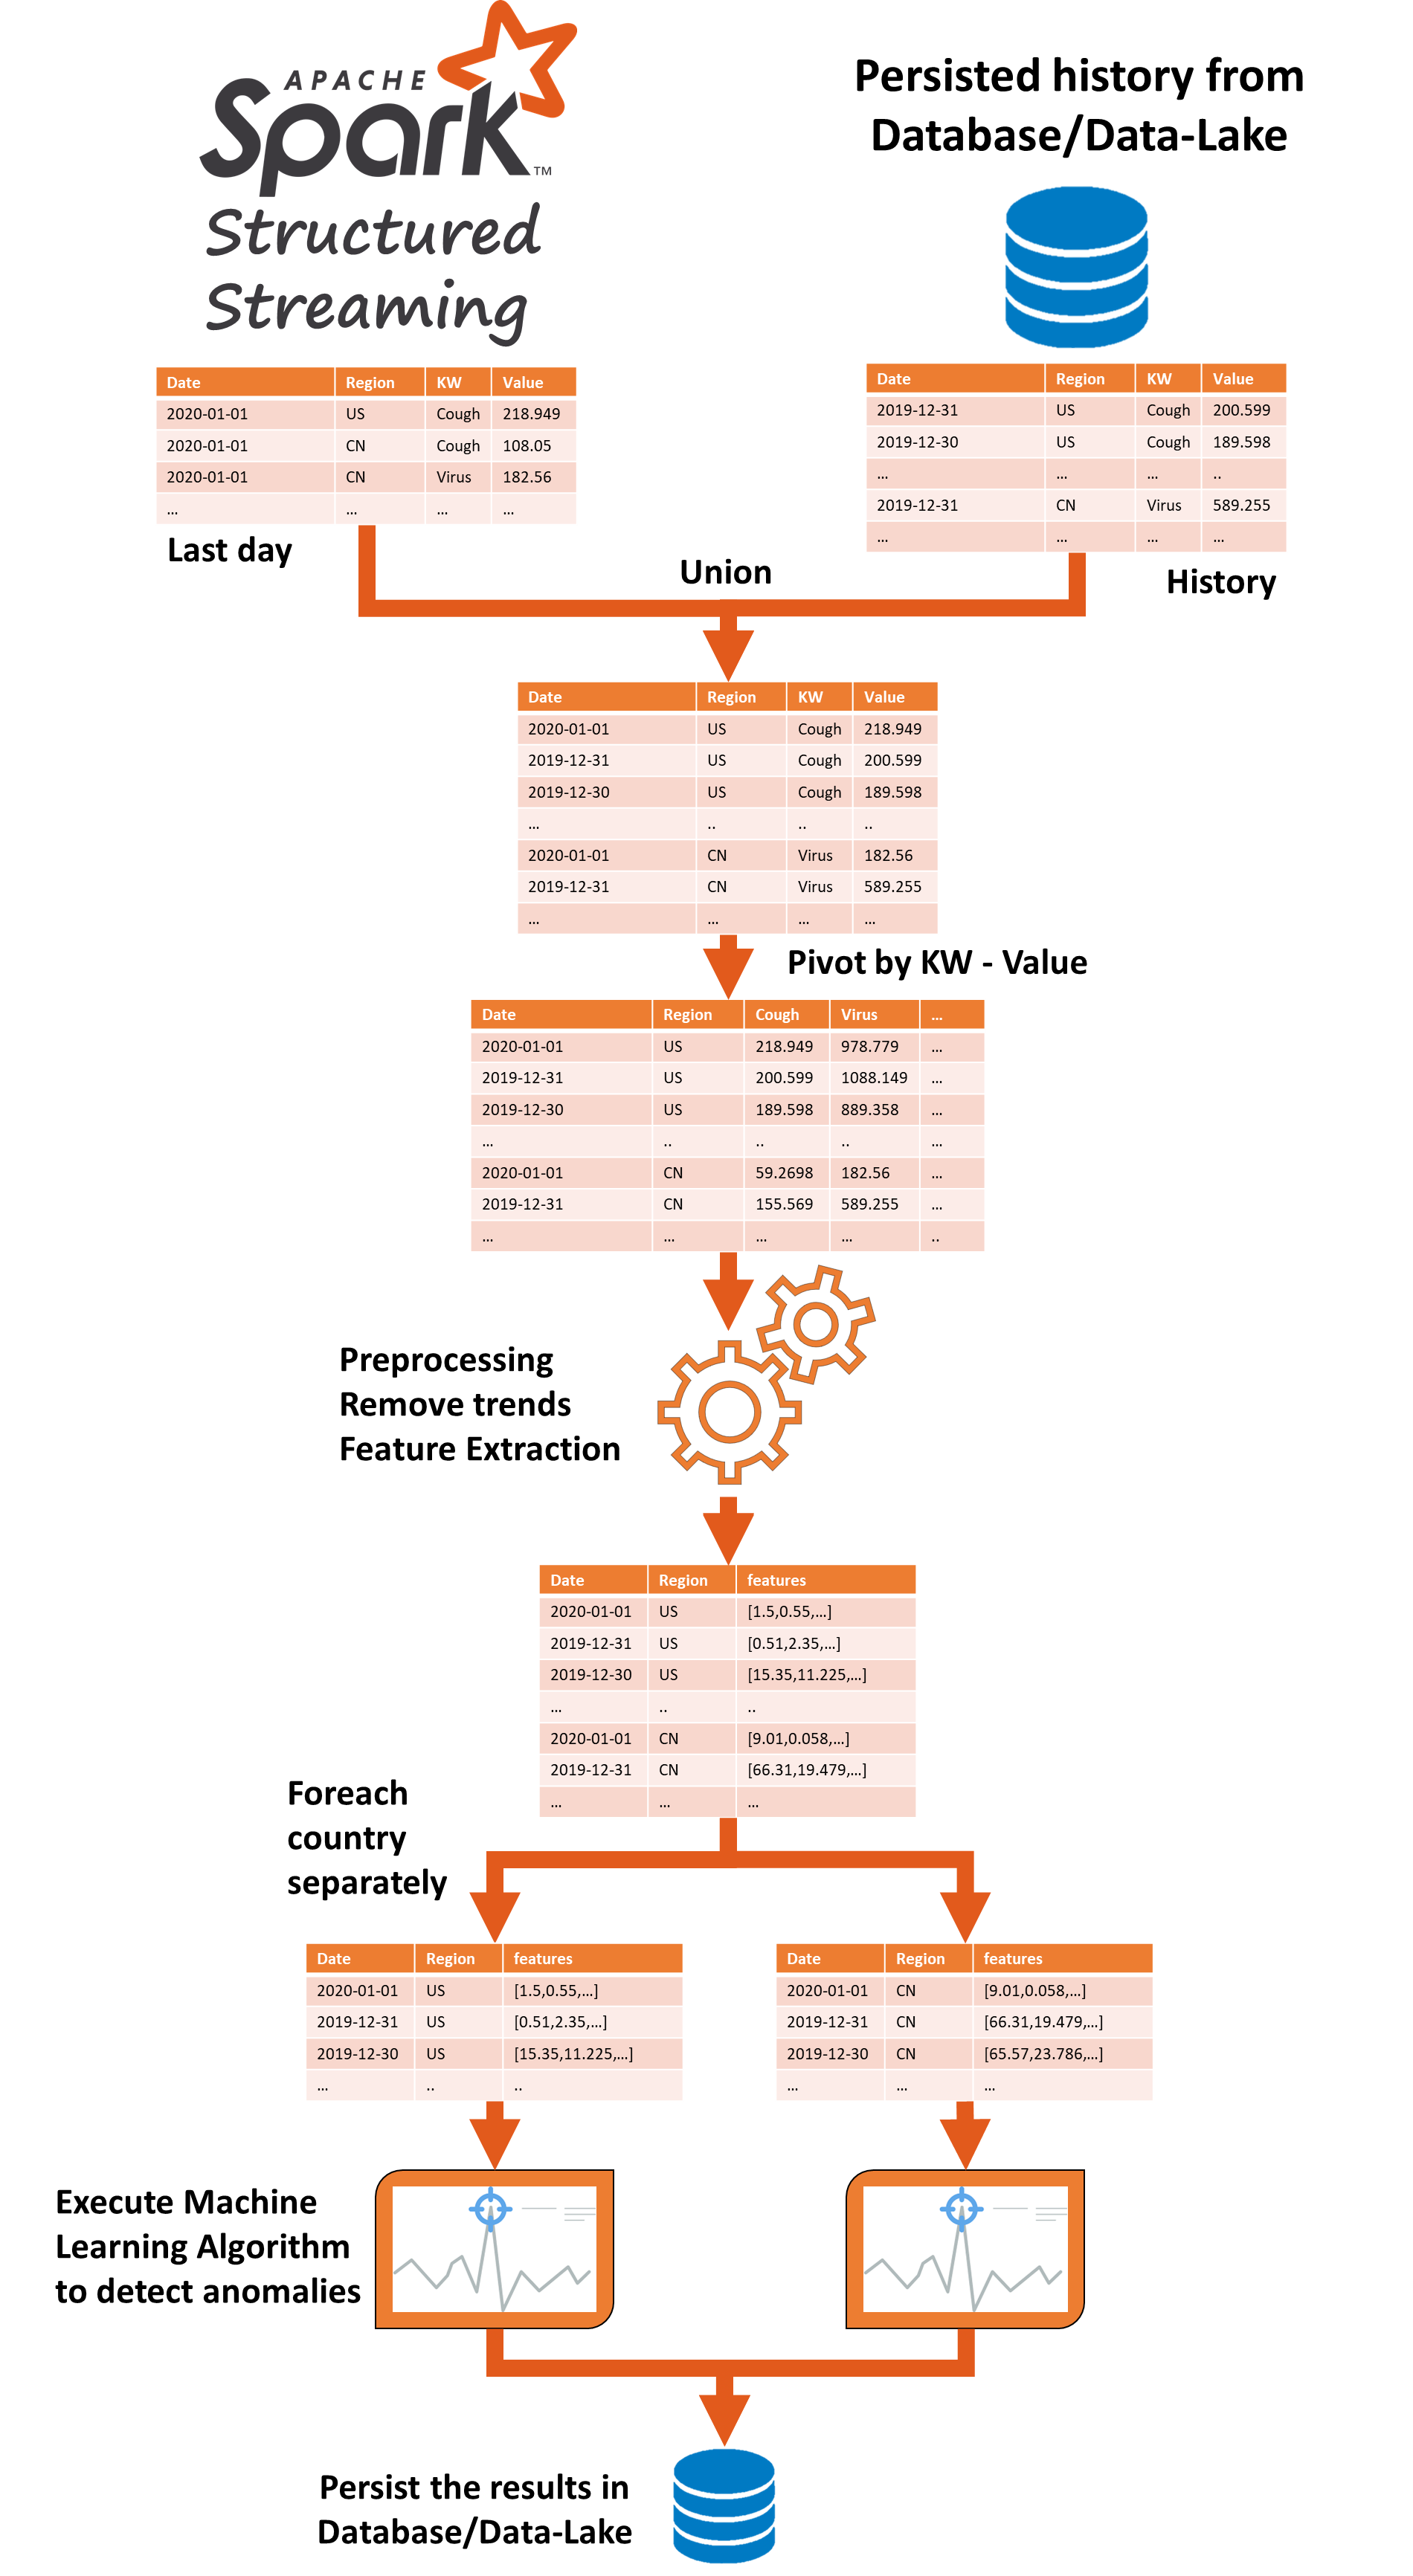 APACHE
Spark™
Structured
Streaming
Persisted history from
Database/Data-Lake
Date Region KW Value
2020-01-01 US Cough 218.949
2020-01-01 CN Cough 108.05
2020-01-01 CN Virus 182.56
... ... ... ...
Last day
Date Region KW Value
2019-12-31 US Cough 200.599
2019-12-30 US Cough 189.598
... ... ... ..
2019-12-31 CN Virus 589.255
... ... ... ...
History
Union
Date Region KW Value
2020-01-01 US Cough 218.949
2019-12-31 US Cough 200.599
2019-12-30 US Cough 189.598
... .. .. ..
2020-01-01 CN Virus 182.56
2019-12-31 CN Virus 589.255
... ... ... ...
Pivot by KW - Value
Date Region Cough Virus ...
2020-01-01 US 218.949 978.779 ...
2019-12-31 US 200.599 1088.149 ...
2019-12-30 US 189.598 889.358 ...
... .. .. .. ...
2020-01-01 CN 59.2698 182.56 ...
2019-12-31 CN 155.569 589.255 ...
... ... ... ... ..
Preprocessing
Remove trends
Feature Extraction
Date Region features
2020-01-01 US [1.5,0.55,...]
2019-12-31 US [0.51,2.35,...]
2019-12-30 US [15.35,11.225,...]
... .. ..
2020-01-01 CN [9.01,0.058,...]
2019-12-31 CN [66.31,19.479,...]
... ... ...
Foreach
country
separately
Date Region features
2020-01-01 US [1.5,0.55,...]
2019-12-31 US [0.51,2.35,...]
2019-12-30 US [15.35,11.225,...]
... .. ..
Date Region features
2020-01-01 CN [9.01,0.058,...]
2019-12-31 CN [66.31,19.479,...]
2019-12-30 CN [65.57,23.786,...]
... ... ...
Execute Machine
Learning Algorithm
to detect anomalies
Persist the results in
Database/Data-Lake